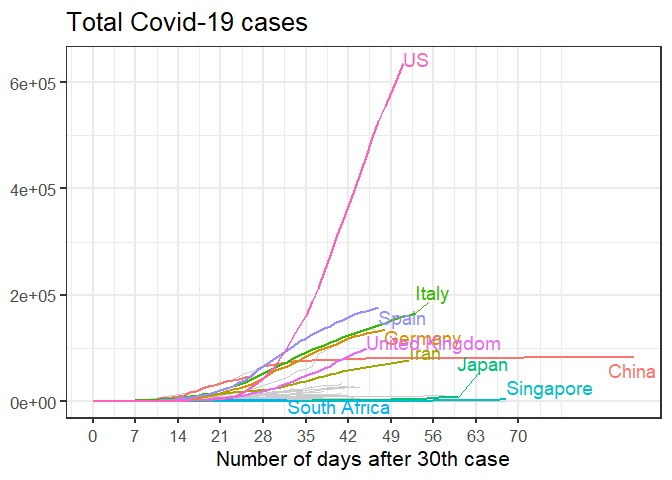 Total Covid-19 cases
US
6e+05
4e+05
Italy
2e+05
Spain
Germany
United Kingdom
Iran
Japan
China
Singapore
0e+00
South Africa
0 7 14 21 28 35 42 49 56 63 70
Number of days after 30th case